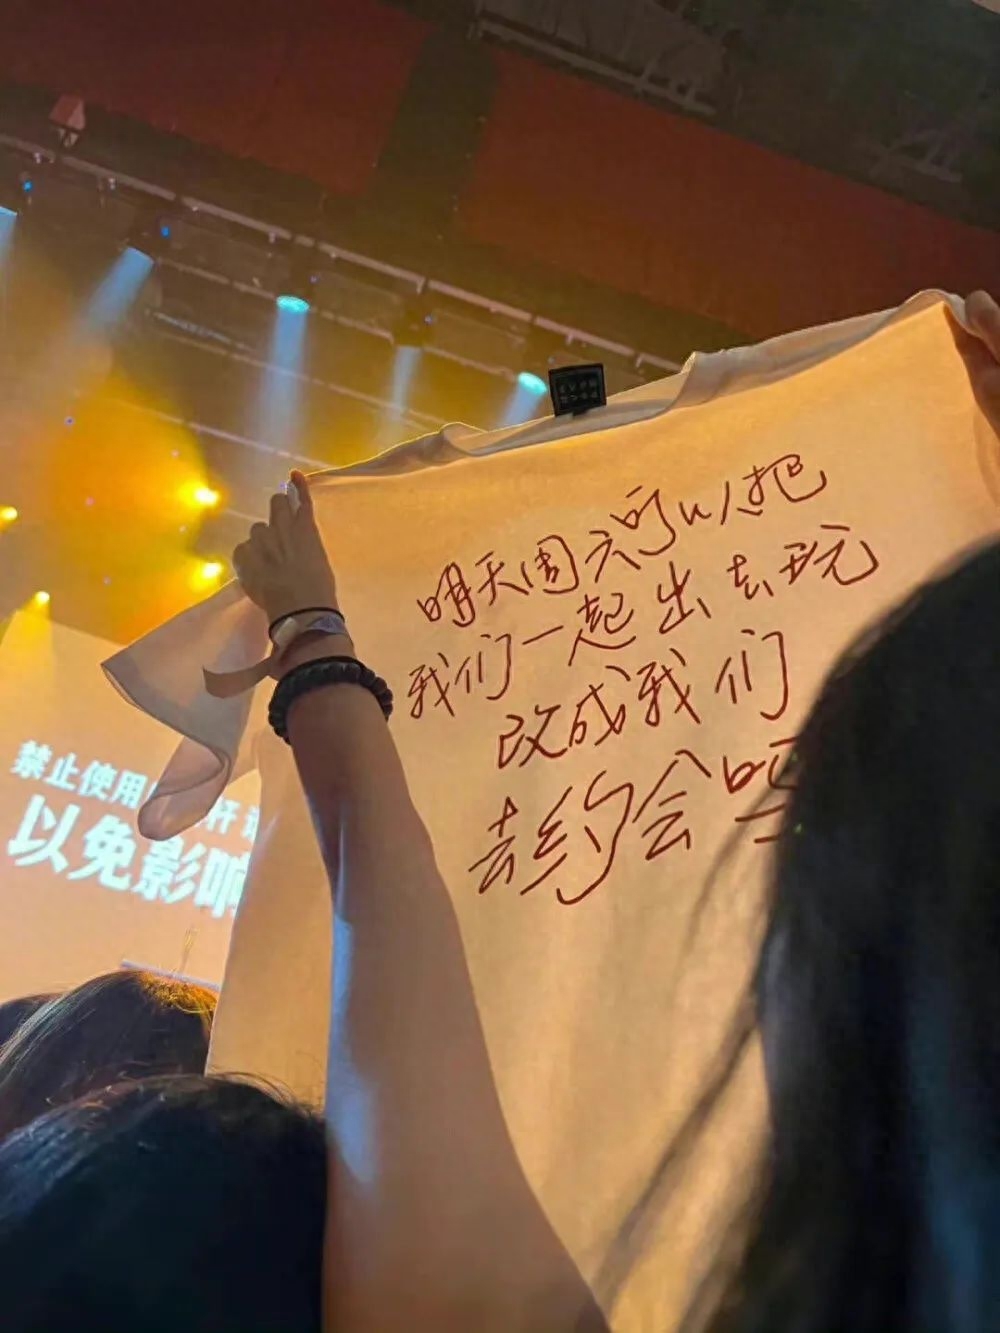 明天周六可以把
我们一起出去玩
改成我们
去约会吗
禁止使用
以免影响